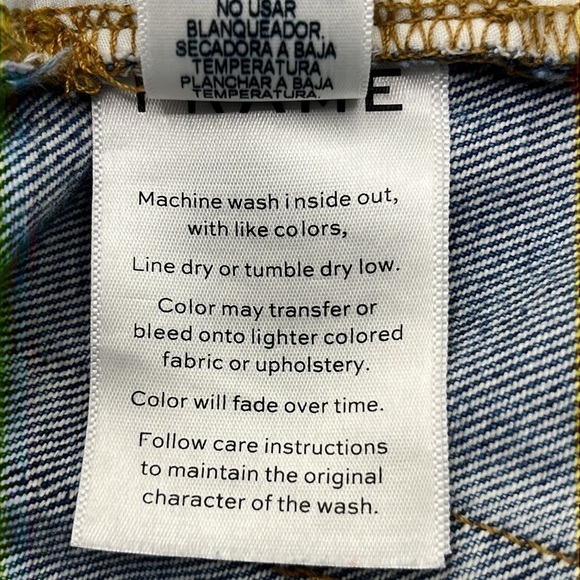 NO USAR
BLANQUEADOR.
SECADORA A BAJA
TEMPERATURA
PLANCHAR A BAJA
TEMPERATURA.
FRAME
Machine wash inside out,
with like colors,
Line dry or tumble dry low.
Color may transfer or
bleed onto lighter colored
fabric or upholstery.
Color will fade over time.
Follow care instructions
to maintain the original
character of the wash.